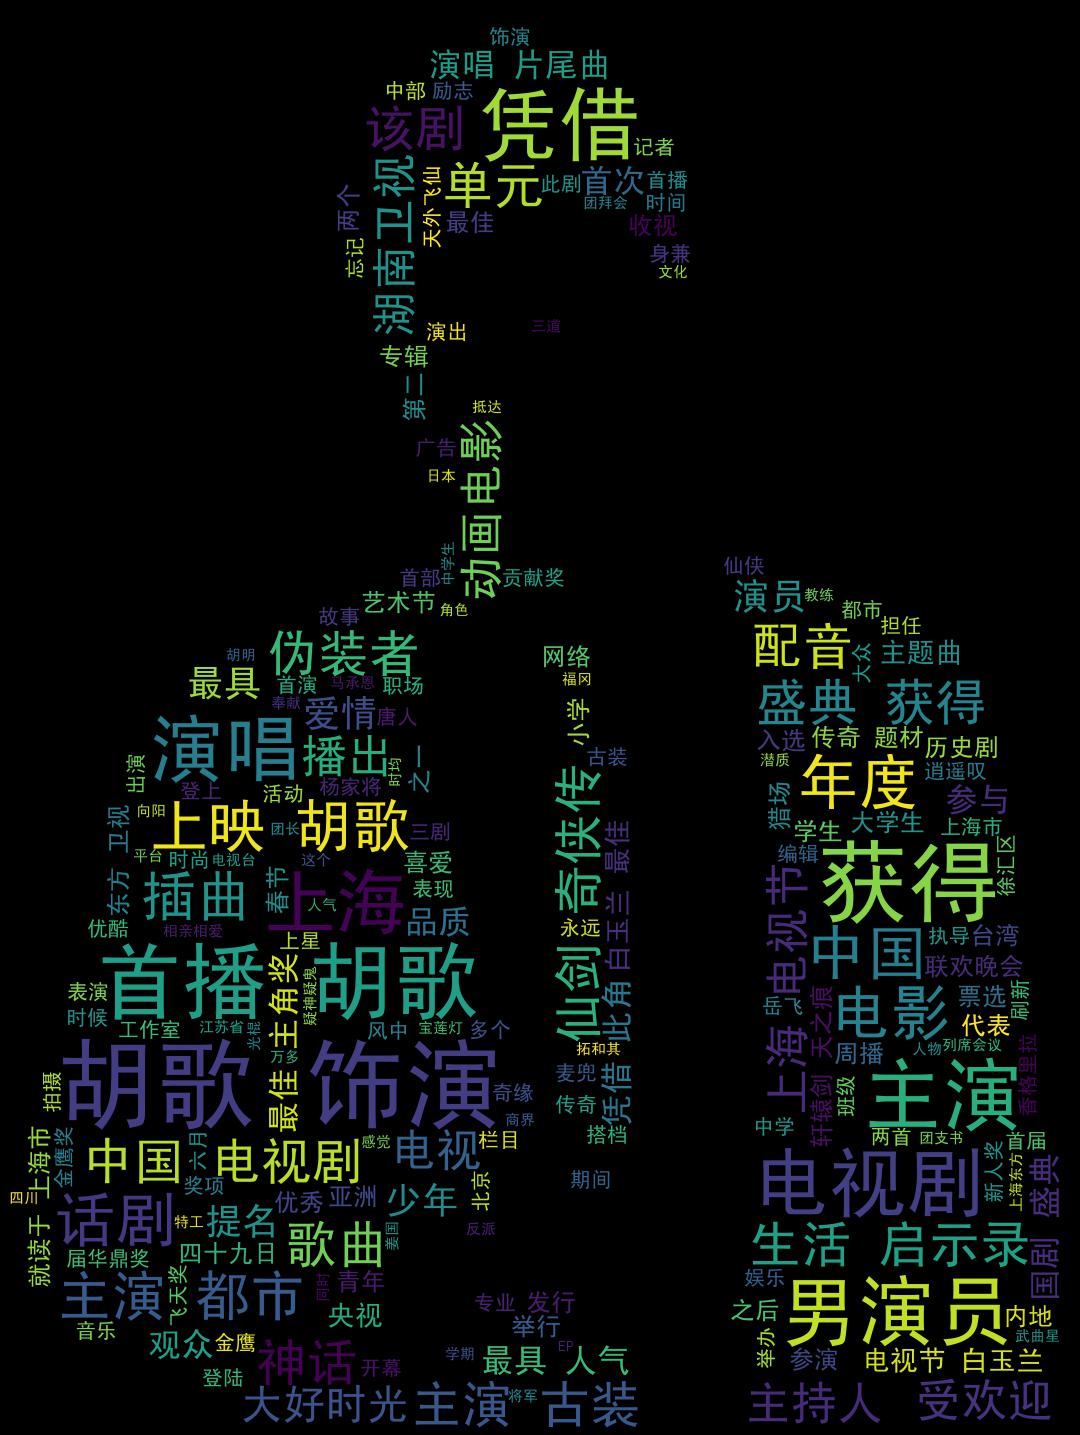 饰演
演唱 片尾曲
中部 励志
凭借
该剧
记者
湖南卫视
天外飞仙
单元
此剧
首次
首播
两个
最佳
团拜会
时间
收视
忘记
身兼
文化
演出
三道
专辑
第二
抵达
广告
动画电影
日本
中学生
首部
贡献奖
仙侠
艺术节
角色
演员
教练
故事
都市
担任
伪装者
配音
大众
主题曲
胡明
网络
最具
首演
马承恩
职场
福冈
盛典 获得
奉献
爱情
唐人
小学
演唱
播出
入选
传奇
题材
历史剧
出演
时均
之一
古装
潜质
年度
逍遥叹
登上
活动
杨家将
奇侠传
猎场
参与
卫视
向阳
上映 胡歌
团长
三剧
最佳
学生
大学生
上海市
平台
时尚
电视台
这个
喜爱
编辑
获得
徐汇区
东方
插曲
春节
上海
人气
表现
电视节
优酷
相亲相爱
品质
永远
白玉兰
中国
执导
台湾
上星
联欢晚会
首播
主角奖
疑神疑鬼
胡歌
仙剑
表演
此角
岳飞
天之痕
电影
票选
刷新
时候
工作室
江苏省
光棍
风中
宝莲灯
多个
代表
胡歌
万多
饰演
拓和其
上海
周播
人物
列席会议
拍摄
最佳
奇缘
麦兜
凭借
轩辕剑
班级
主演
香格里拉
商界
传奇
搭档
中学
两首
团支书
首届
上海市
金鹰奖
中国
六月
电视剧
感觉
电视
栏目
电视剧
新人奖
上海东方
盛典
四川
奖项
优秀
亚洲
少年
北京
期间
话剧
特工
提名
歌曲
姜国
反派
生活 启示录
就读于
届华鼎奖
四十九日
国剧
主演
飞天奖
都市
同时
青年
娱乐
男演员
央视
专业
发行
之后
内地
音乐
举行
武曲星
观众
金鹰
神话
开幕
学期
最具
EP
人气
举办
参演
电视节
白玉兰
登陆
大好时光
主演
将军
古装
主持人
受欢迎